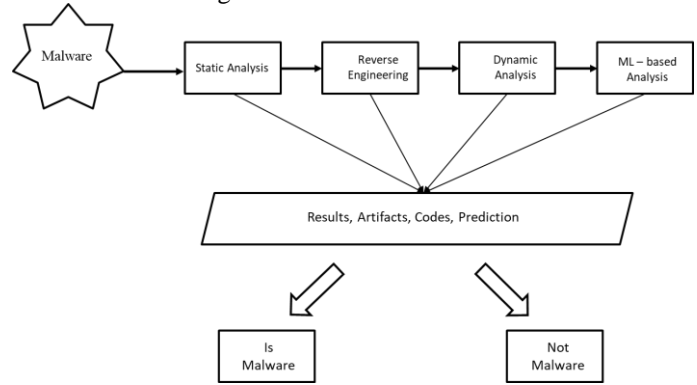 Malware
Static Analysis
Reverse
Engineering
Dynamic
Analysis
ML – based
Analysis
Results, Artifacts, Codes, Prediction
Is
Malware
Not
Malware